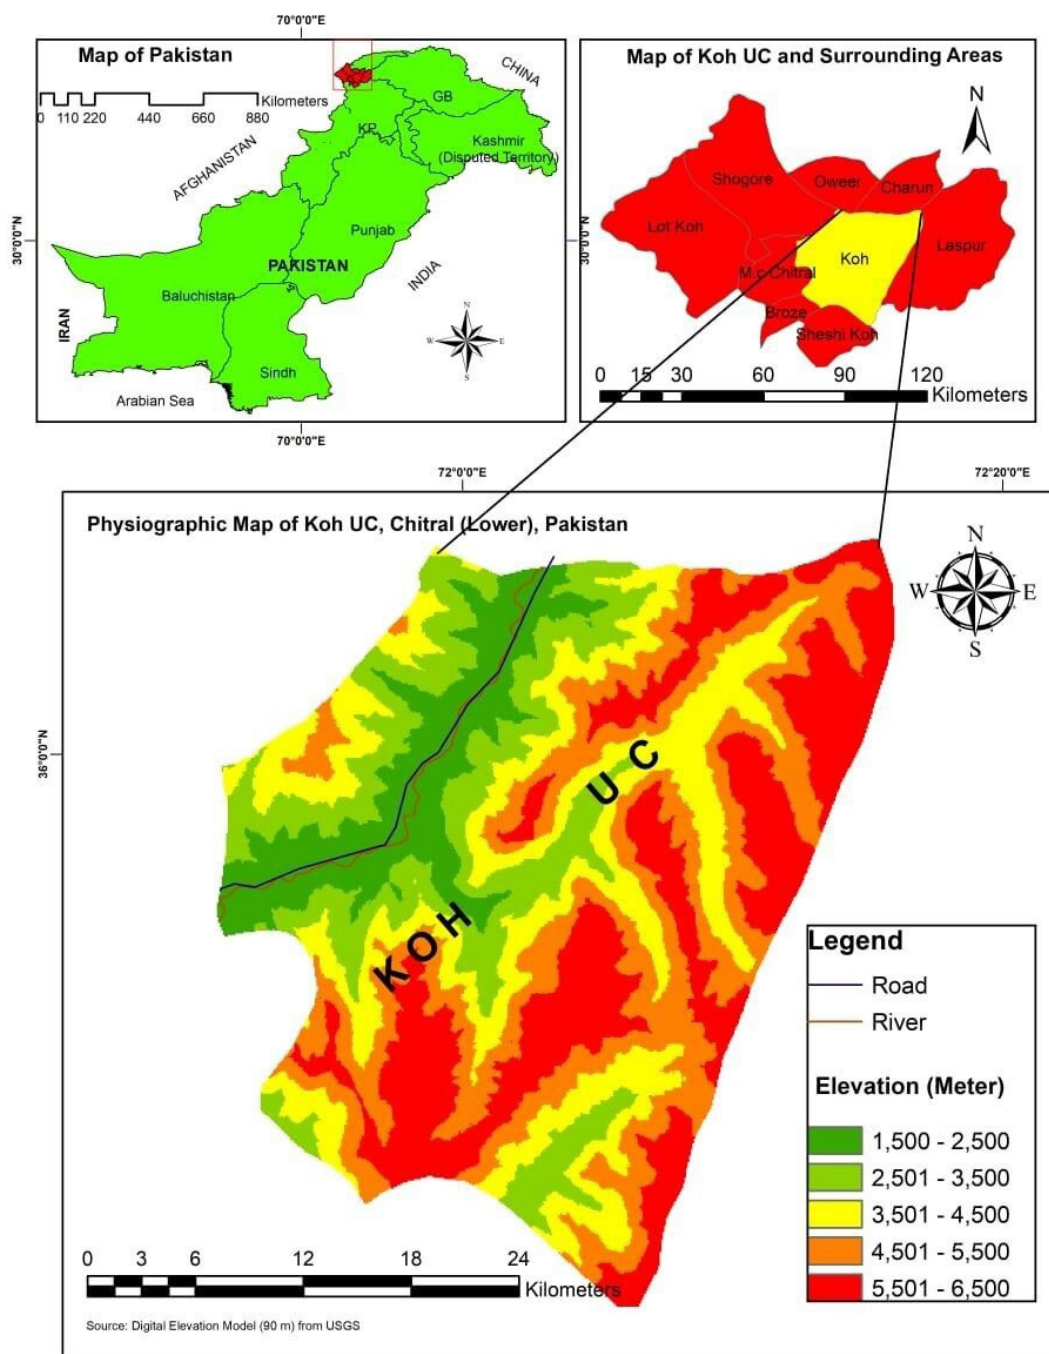 70°0'0"E
Map of Pakistan
Kilometers
0 110 220 440 660 880
CHINA
GB
KP
Kashmir
(Disputed Territory)
AFGHANISTAN
30°0'0"N
Punjab
PAKISTAN
INDIA
Baluchistan
IRAN
N
W E
S
Sindh
Arabian Sea
70°0'0"E
Map of Koh UC and Surrounding Areas
N
Shogore
Oweer
Charun
Lot Koh
30°0'0"N
Koh
Laspur
M.c Chitral
Broze
Sheshi Koh
0 15 30 60 90 120
Kilometers
72°0'0"E
72°20'0"E
Physiographic Map of Koh UC, Chitral (Lower), Pakistan
N
W E
S
36°0'0"N
KOH UC
Legend
Road
River
Elevation (Meter)
1,500 - 2,500
2,501 - 3,500
3,501 - 4,500
4,501 - 5,500
5,501 - 6,500
0 3 6 12 18 24
Kilometers
Source: Digital Elevation Model (90 m) from USGS